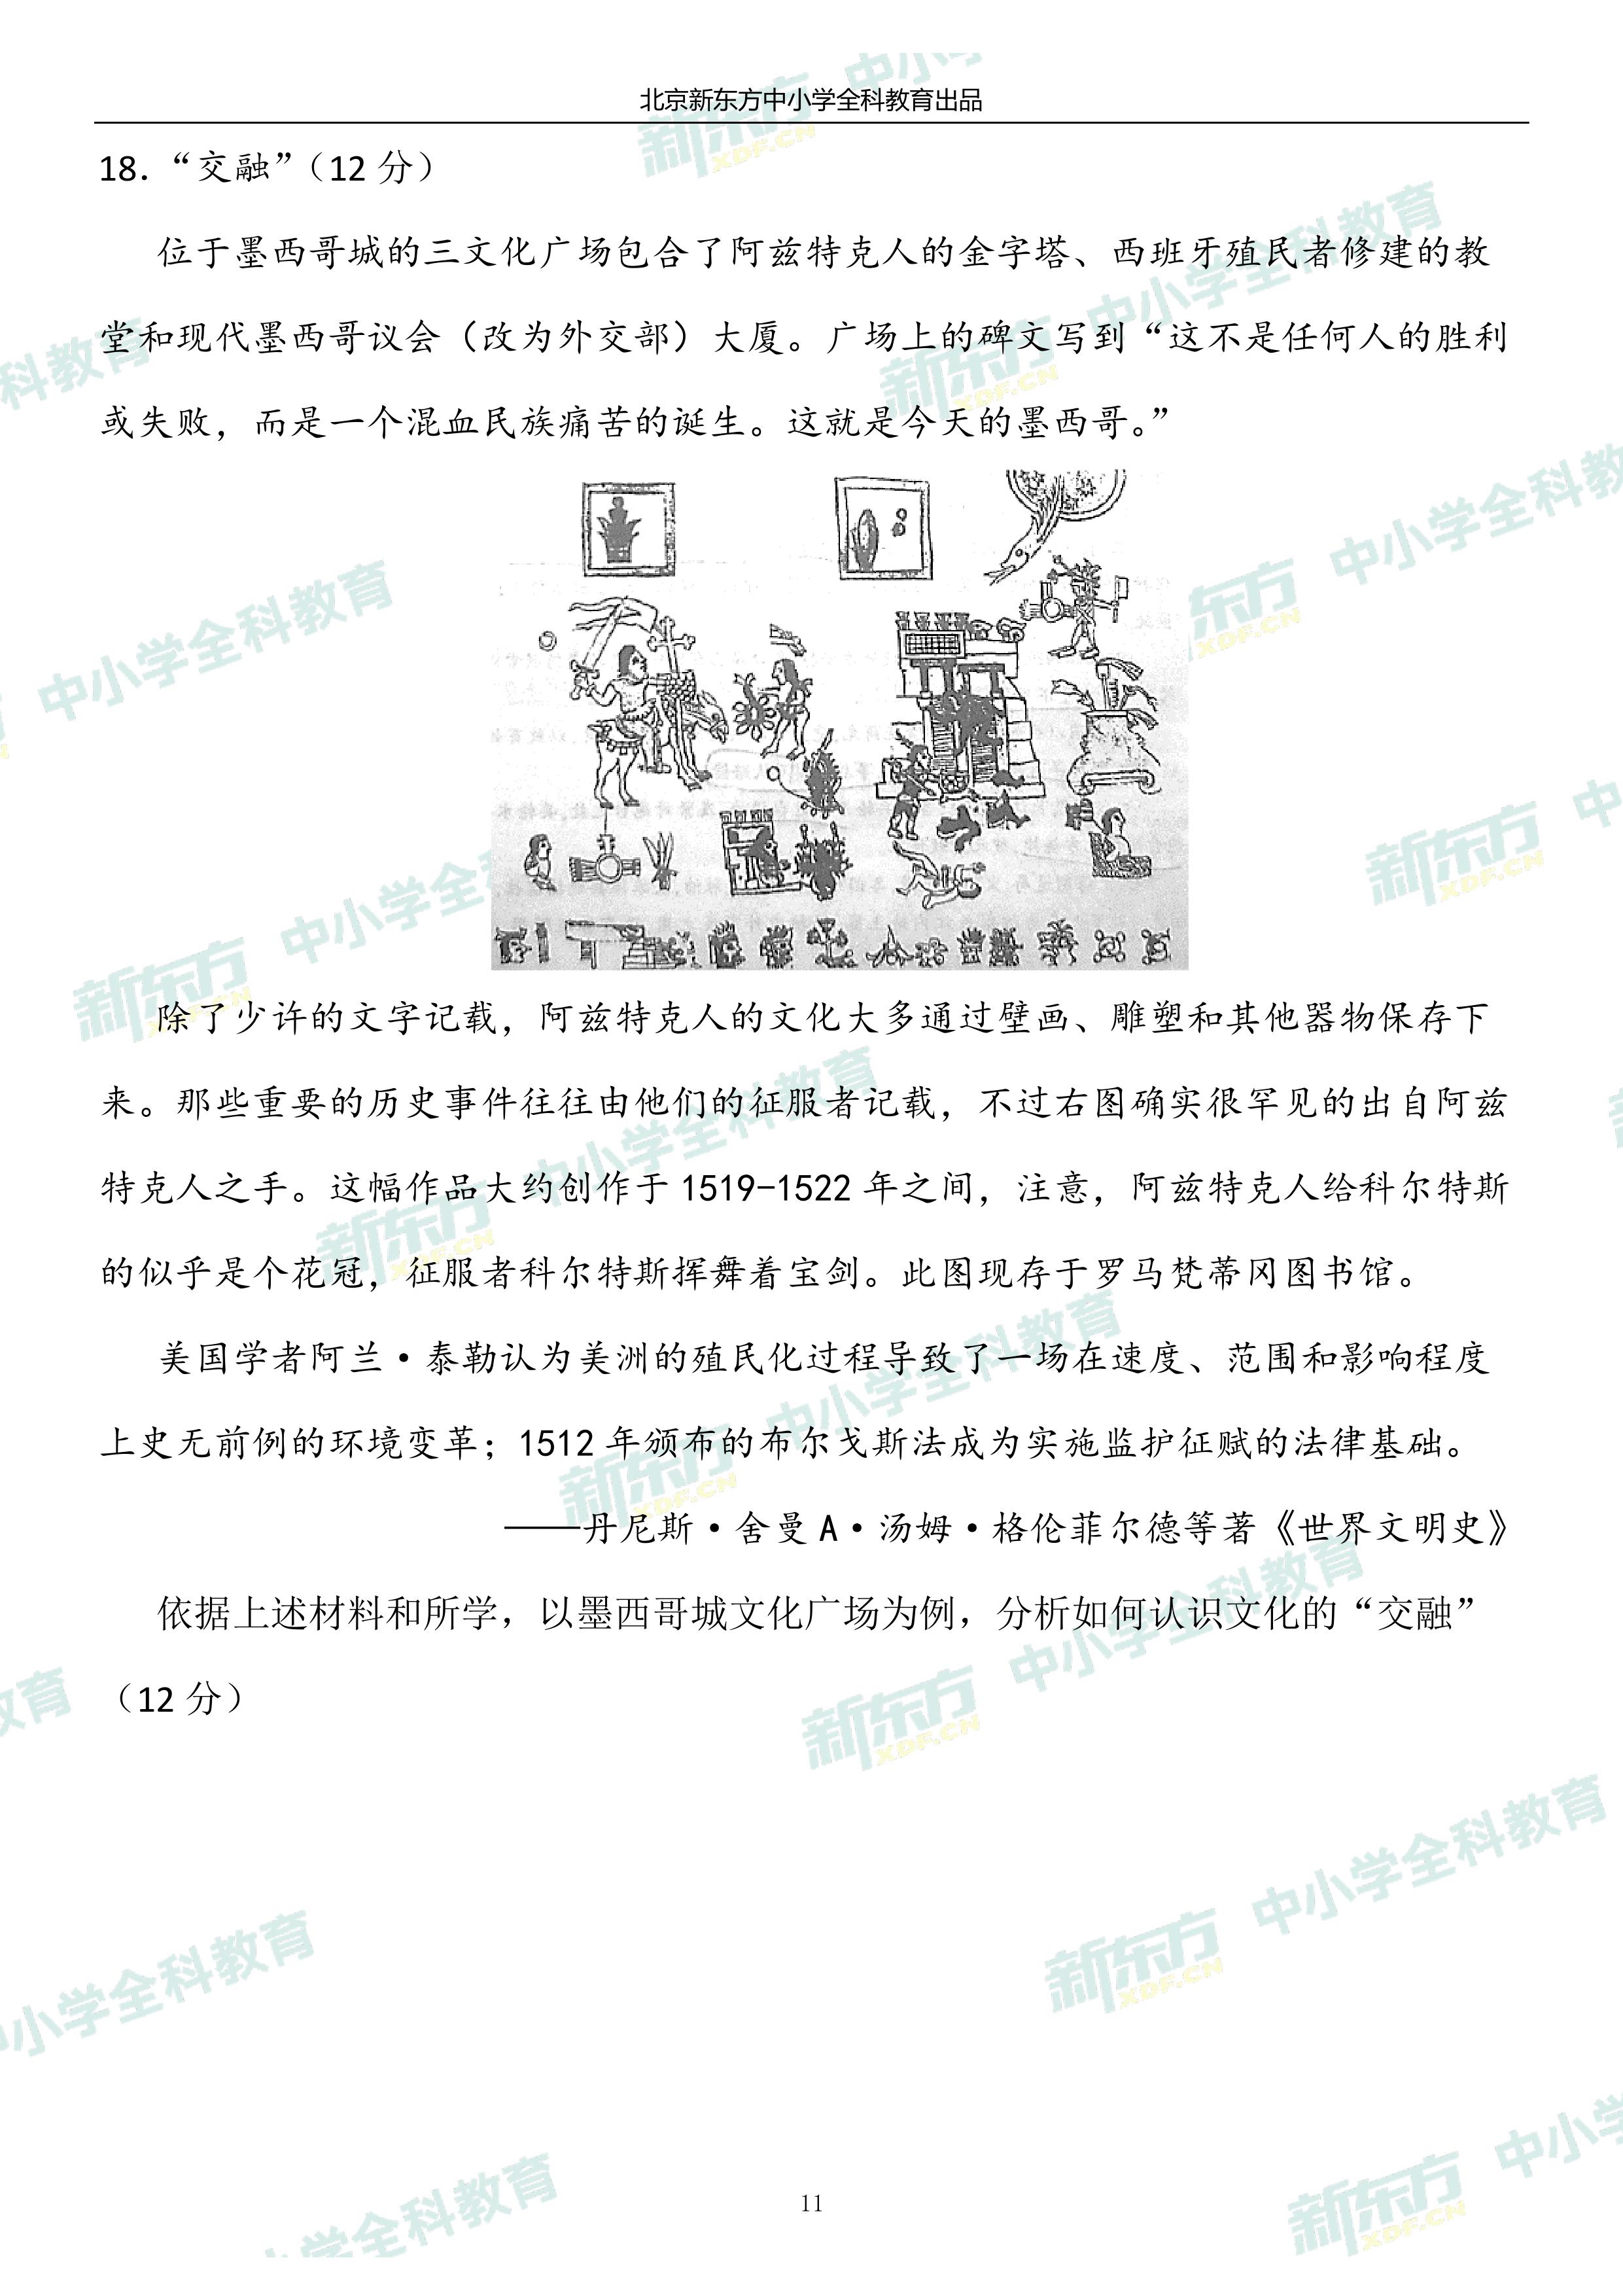 北京新东方中小学全科教育出品
18.“交融”（12 分）
位于墨西哥城的三文化广场包含了阿兹特克人的金字塔、西班牙殖民者修建的教
堂和现代墨西哥议会（改为外交部）大厦。广场上的碑文写到“这不是任何人的胜利
或失败，而是一个混血民族痛苦的诞生。这就是今天的墨西哥。”
除了少许的文字记载，阿兹特克人的文化大多通过壁画、雕塑和其他器物保存下
来。那些重要的历史事件往往由他们的征服者记载，不过右图确实很罕见的出自阿兹
特克人之手。这幅作品大约创作于 1519-1522 年之间，注意，阿兹特克人给科尔特斯
的似乎是个花冠，征服者科尔特斯挥舞着宝剑。此图现存于罗马梵蒂冈图书馆。
美国学者阿兰·泰勒认为美洲的殖民化过程导致了一场在速度、范围和影响程度
上史无前例的环境变革；1512 年颁布的布尔戈斯法成为实施监护征赋的法律基础。
——丹尼斯·舍曼 A·汤姆·格伦菲尔德等著《世界文明史》
依据上述材料和所学，以墨西哥城文化广场为例，分析如何认识文化的“交融”
（12 分）
11
新东方 XDF.CN 中小学全科教育